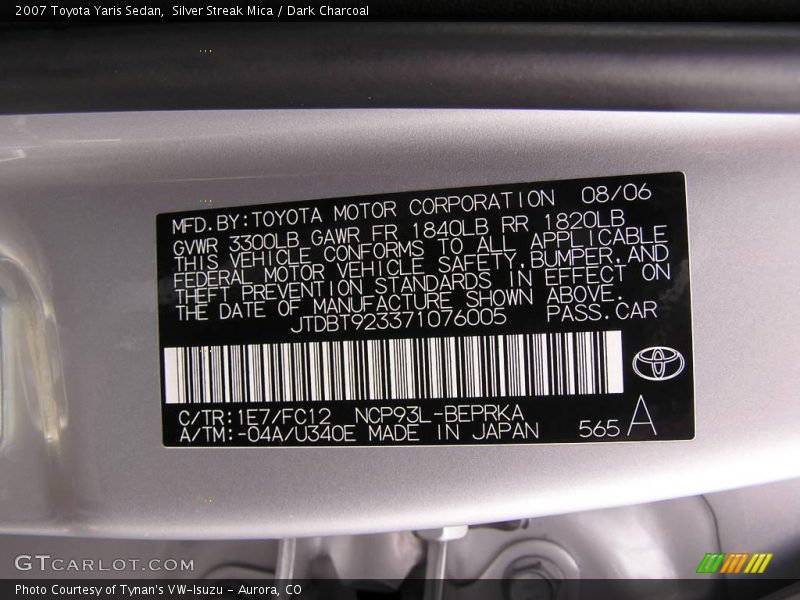 2007 Toyota Yaris Sedan,  Silver Streak Mica / Dark Charcoal
MFD.BY:TOYOTA MOTOR CORPORATION 08/06
GVWR 3300LB GAWR FR 1840LB RR 1820LB
THIS VEHICLE CONFORMS TO ALL APPLICABLE
FEDERAL MOTOR VEHICLE SAFETY,BUMPER,AND
THEFT PREVENTION STANDARDS IN EFFECT ON
THE DATE OF MANUFACTURE SHOWN ABOVE.
JTDBT923371076005 PASS.CAR
C/TR:1E7/FC12 NCP93L-BEPRKA
A/TM:-04A/U340E MADE IN JAPAN 565 A
GTCARLOT.COM
Photo Courtesy of Tynan's VW-Isuzu - Aurora, CO